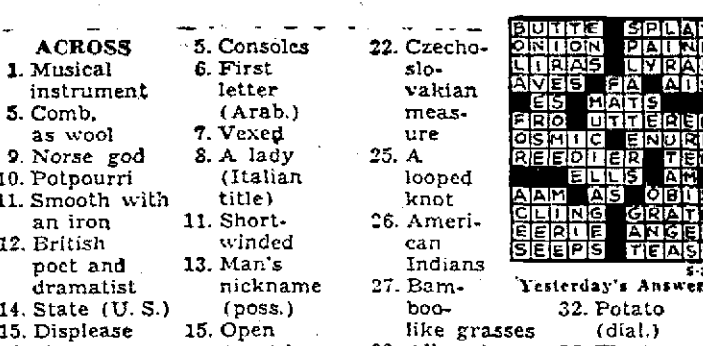 ACROSS
1. Musical
instrument
5. Comb,
as wool
9. Norse god
10. Potpourri
11. Smooth with
an iron
12. British
poet and
dramatist
14. State (U. S.)
15. Displease
5. Consoles
6. First
letter
(Arab.)
7. Vexed
8. A lady
(Italian
title)
11. Short-
winded
13. Man's
nickname
(poss.)
15. Open
22. Czecho-
slo-
vakian
meas-
ure
25. A
looped
knot
26. Ameri-
can
Indians
27. Bam-
boo-
like grasses
BUTTE SPLAT
ONION PAINE
LIRAS LYRAS
AVES FA AIS
ES MATS
FRO UTTERE
OSMIC ENURE
REEDIER TE
ELLS AM
AAM AS OBI
CLING GRAT
EERIE ANGE
SEEPS TEAS
Yesterday's Answer
32. Potato
(dial.)